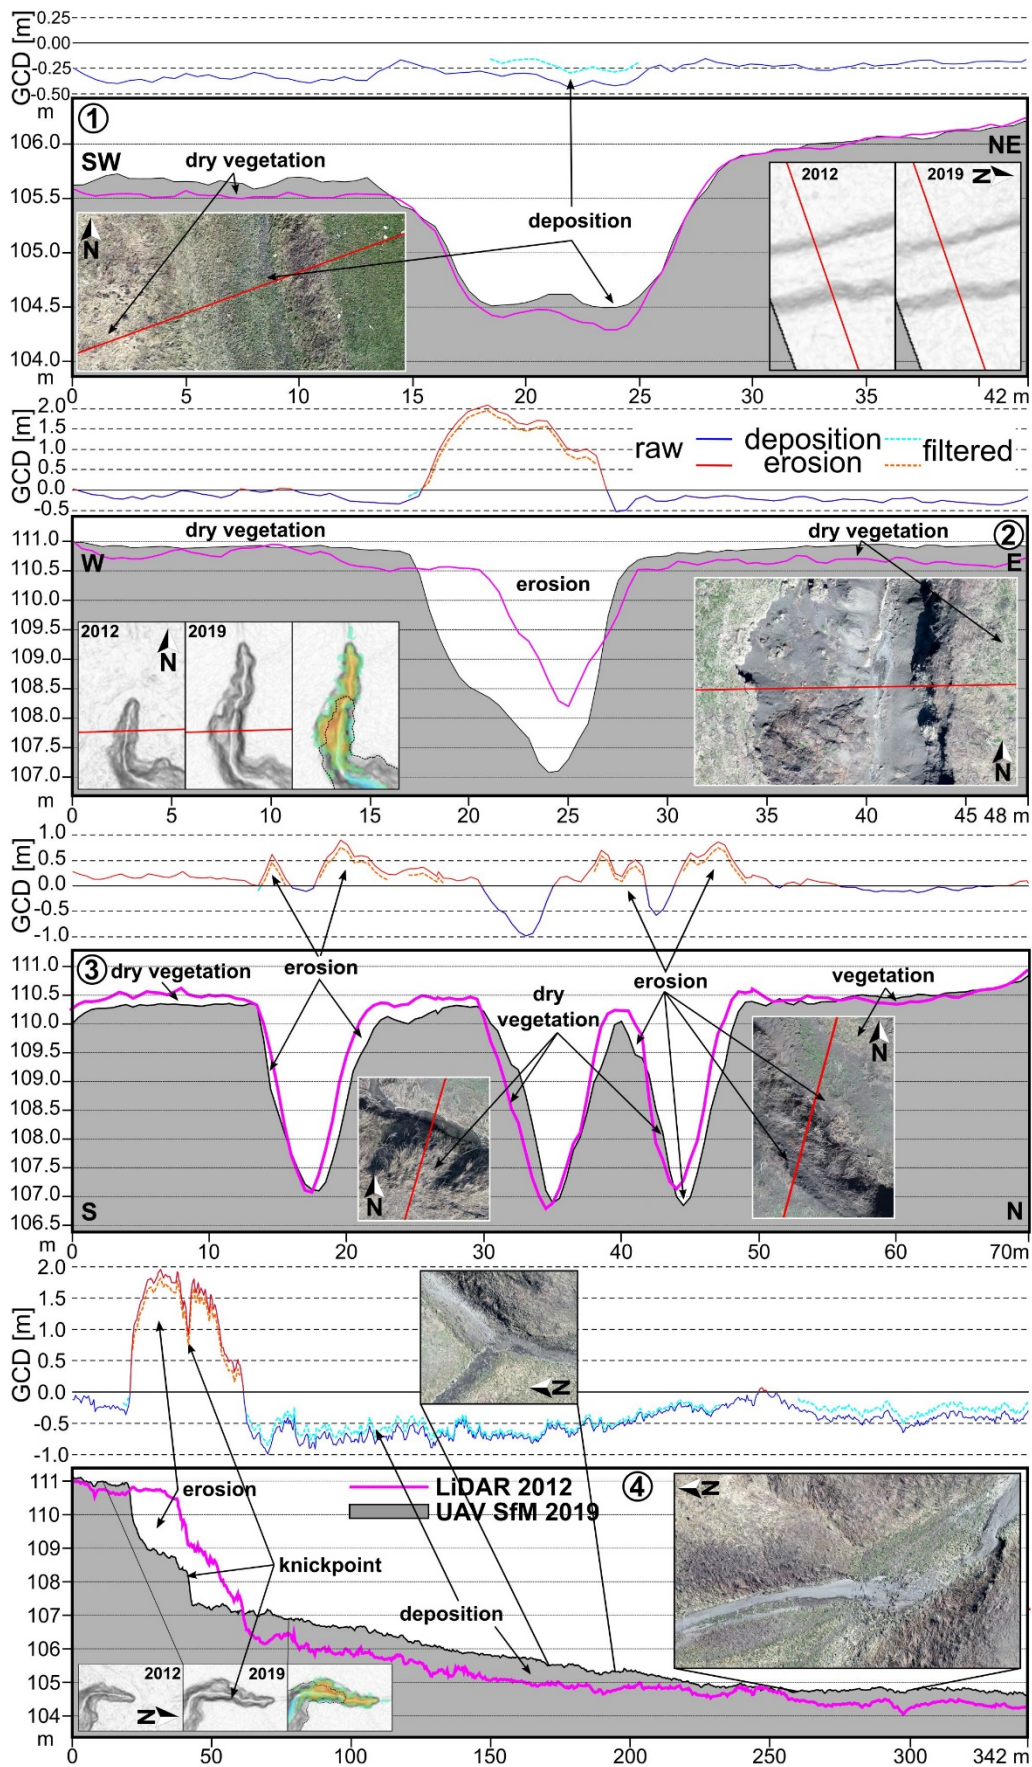 GCD [m]
0.25
0.00
-0.25
-0.50
m
106.0
105.5
105.0
104.5
104.0
m
1
SW
dry vegetation
NE
2012
2019
N
N
deposition
0 5 10 15 20 25 30 35 42 m
GCD [m]
2.0
1.5
1.0
0.5
0.0
-0.5
raw deposition filtered
erosion
111.0
110.5
110.0
109.5
109.0
108.5
108.0
107.5
107.0
m
dry vegetation
dry vegetation
2
W
E
erosion
2012
2019
N
N
0 5 10 15 20 25 30 35 40 45 48 m
GCD [m]
1.0
0.5
0.0
-0.5
-1.0
111.0
110.5
110.0
109.5
109.0
108.5
108.0
107.5
107.0
106.5
m
3
dry vegetation
erosion
dry
vegetation
erosion
vegetation
N
N
S
N
0 10 20 30 40 50 60 70m
GCD [m]
2.0
1.5
1.0
0.5
0.0
-0.5
-1.0
N
111
110
109
108
107
106
105
104
m
erosion
LiDAR 2012
UAV SfM 2019
4
N
knickpoint
deposition
2012
2019
N
0 50 100 150 200 250 300 342 m